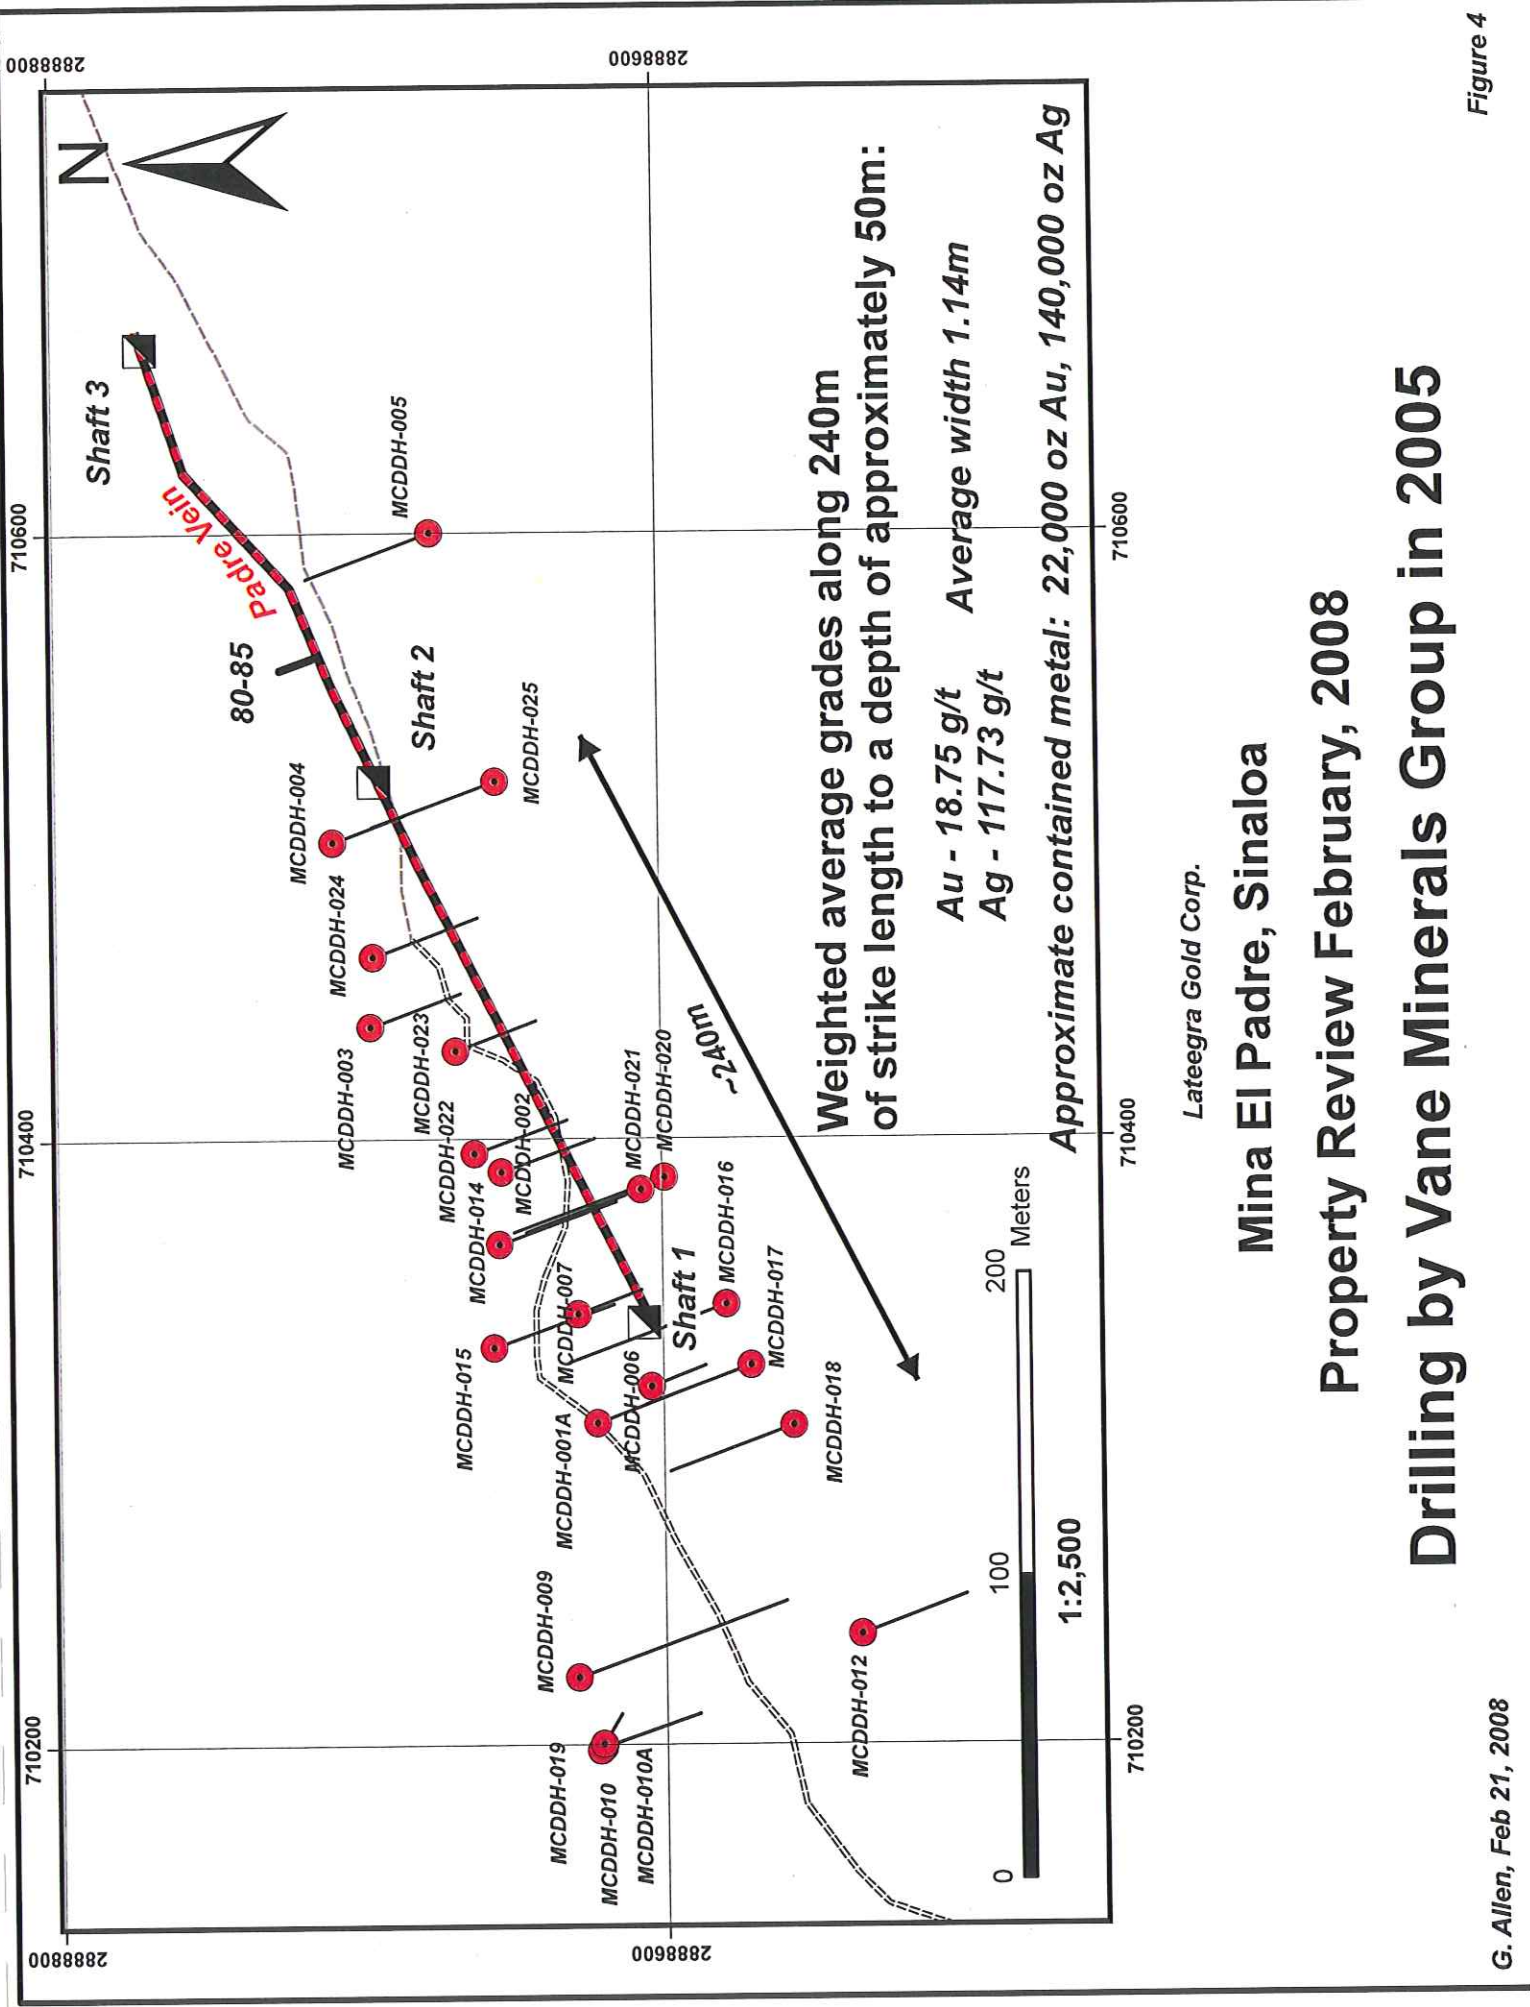 710200
710400
710600
2888800
2888800
N
Shaft 3
Padre Vein
80-85
MCDDH-005
Shaft 2
MCDDH-004
MCDDH-025
MCDDH-024
MCDDH-003
MCDDH-023
MCDDH-022
MCDDH-002
MCDDH-014
MCDDH-021
MCDDH-020
MCDDH-015
MCDDH-007
MCDDH-016
Shaft 1
MCDDH-017
MCDDH-006
MCDDH-001A
MCDDH-018
MCDDH-009
MCDDH-019
MCDDH-010
MCDDH-010A
MCDDH-012
2888600
2888600
~240m
Weighted average grades along 240m
of strike length to a depth of approximately 50m:
Au - 18.75 g/t Average width 1.14m
Ag - 117.73 g/t
Approximate contained metal: 22,000 oz Au, 140,000 oz Ag
0 100 200
Meters
1:2,500
710200
710400
710600
Lateegra Gold Corp.
Mina El Padre, Sinaloa
Property Review February, 2008
Drilling by Vane Minerals Group in 2005
G. Allen, Feb 21, 2008
Figure 4